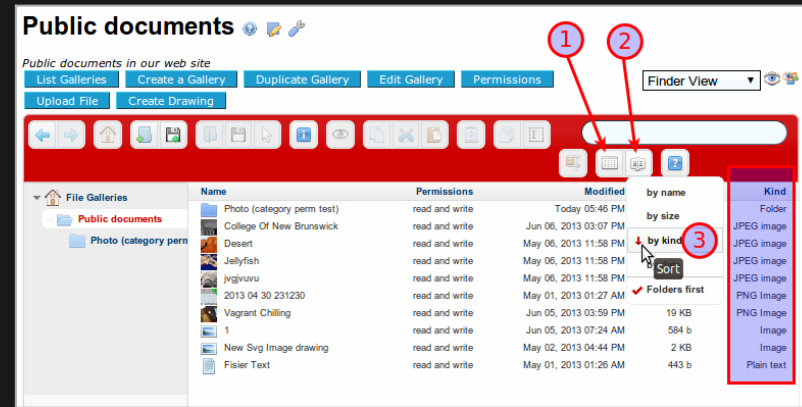 Public documents
1
2
Public documents in our web site
List Galleries Create a Gallery Duplicate Gallery Edit Gallery Permissions
Finder View
Upload File Create Drawing
File Galleries
Public documents
Photo (category perm
Name Permissions Modified Kind
Photo (category perm test) read and write Today 05:46 PM Folder
College Of New Brunswick read and write Jun 06, 2013 03:07 PM JPEG image
Desert read and write May 06, 2013 11:58 PM JPEG image
Jellyfish read and write May 06, 2013 11:58 PM JPEG image
jvgjvuvu read and write May 06, 2013 11:58 PM JPEG image
2013 04 30 231230 read and write May 01, 2013 01:27 AM PNG Image
Vagrant Chilling read and write Jun 05, 2013 03:59 PM 19 KB PNG Image
1 read and write Jun 05, 2013 07:24 AM 584 b Image
New Svg Image drawing read and write May 02, 2013 04:44 PM 2 KB Image
Fisier Text read and write May 01, 2013 01:26 AM 443 b Plain text
by name
by size
by kind 3
Sort
Folders first